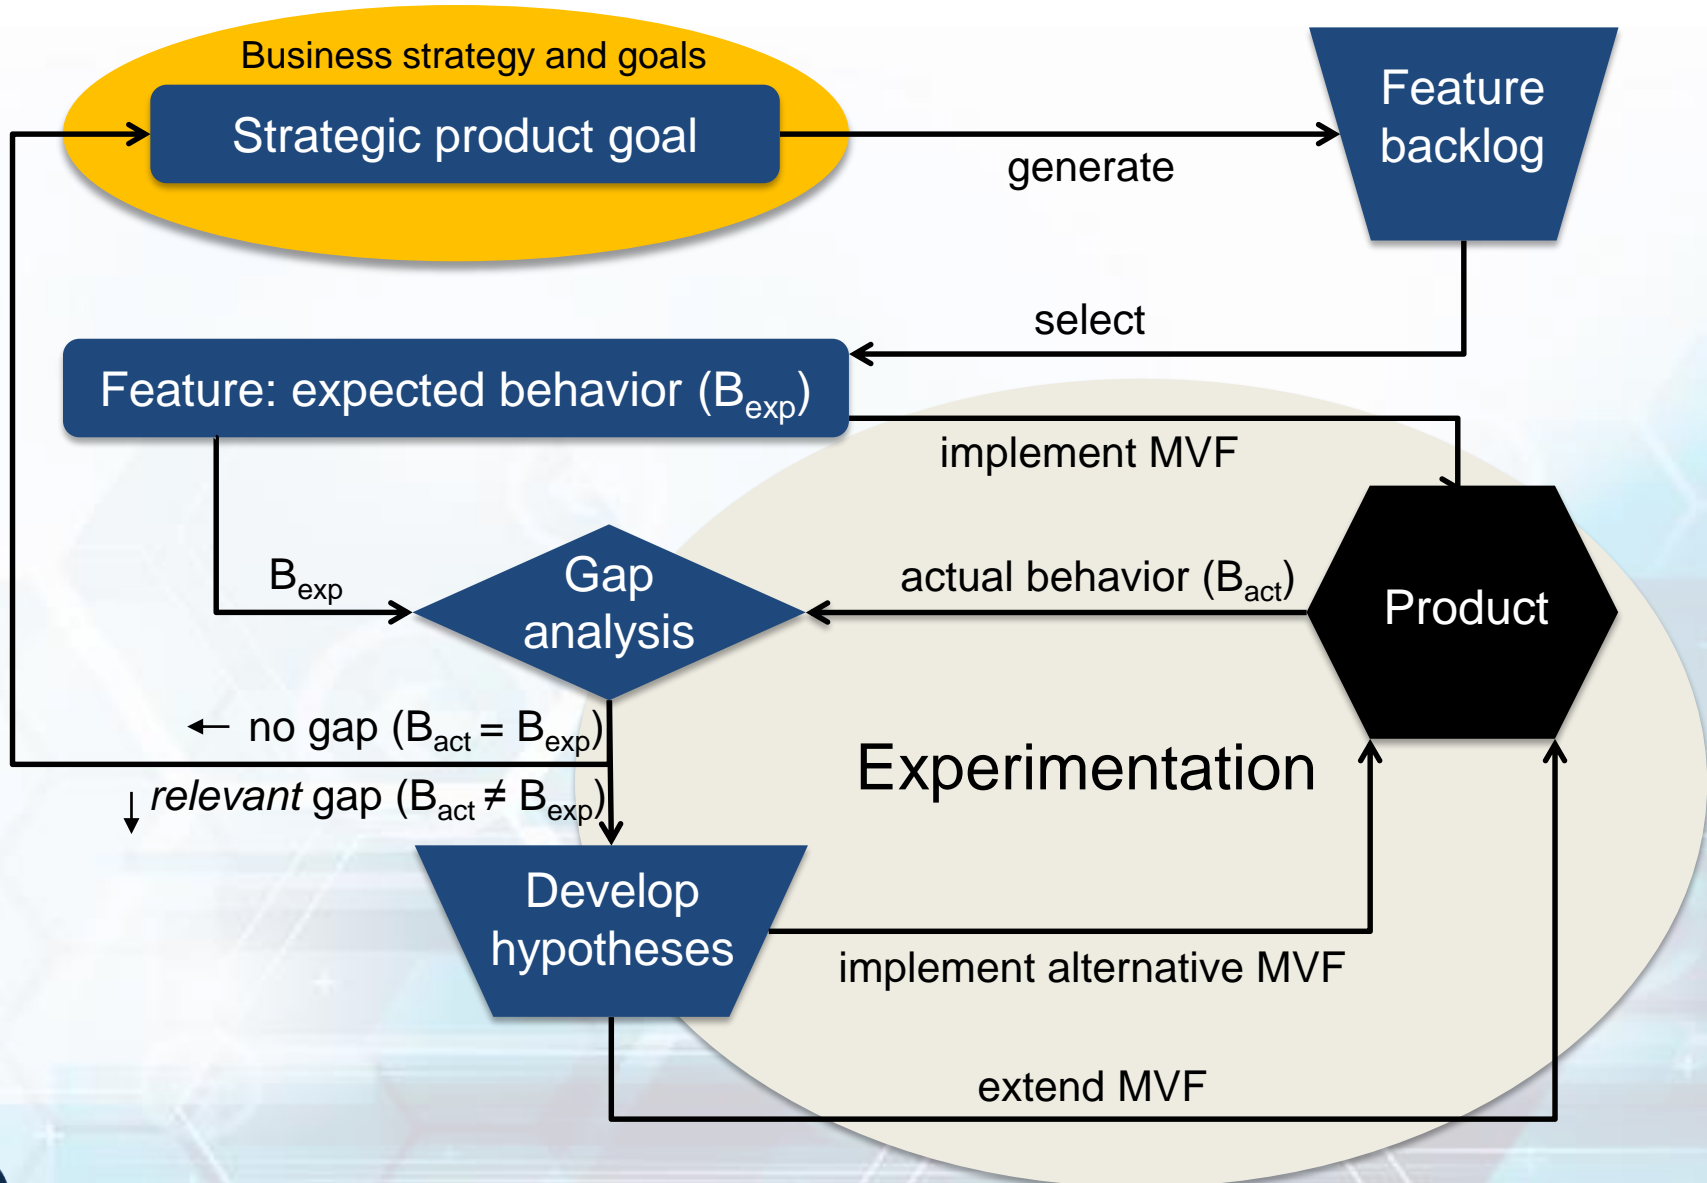 Business strategy and goals
Strategic product goal
Feature
backlog
generate
select
Feature: expected behavior (Bexp)
implement MVF
Bexp
Gap
analysis
actual behavior (Bact)
Product
← no gap (Bact = Bexp)
↓ relevant gap (Bact ≠ Bexp)
Experimentation
Develop
hypotheses
implement alternative MVF
extend MVF